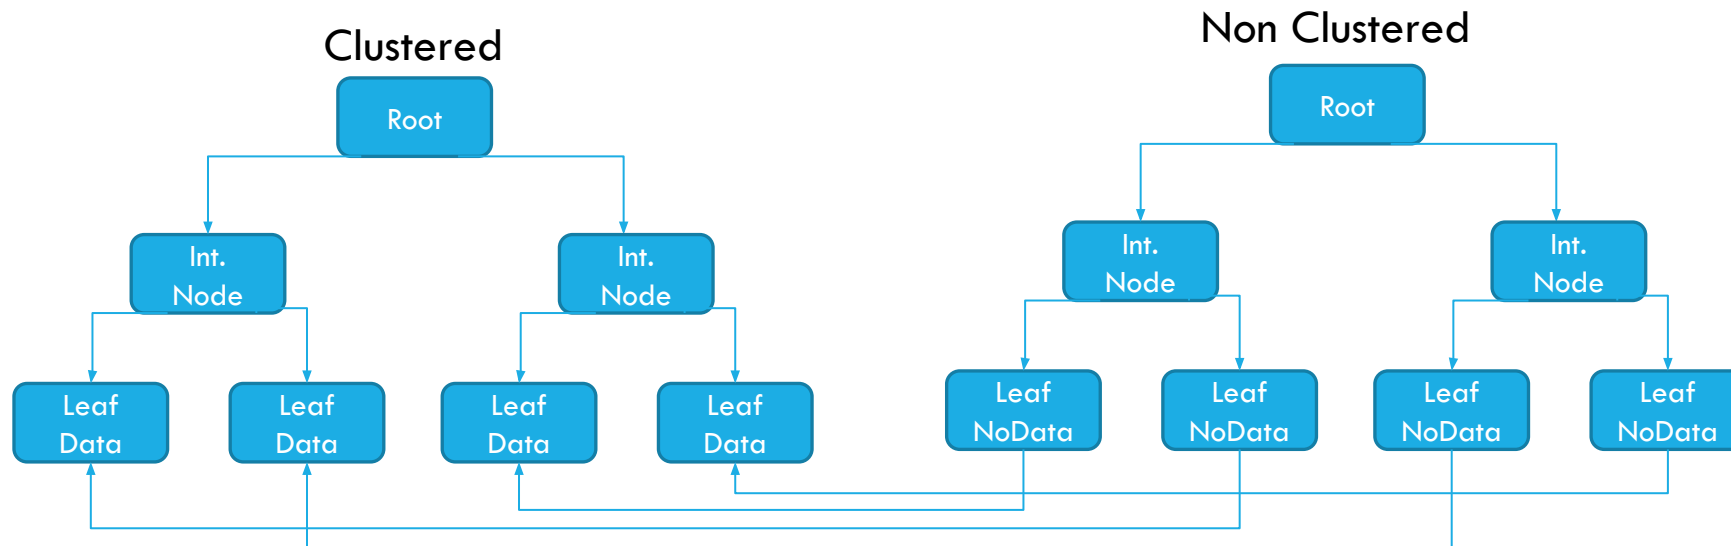 Clustered
Root
Int.
Node
Int.
Node
Leaf
Data
Leaf
Data
Leaf
Data
Leaf
Data
Non Clustered
Root
Int.
Node
Int.
Node
Leaf
NoData
Leaf
NoData
Leaf
NoData
Leaf
NoData